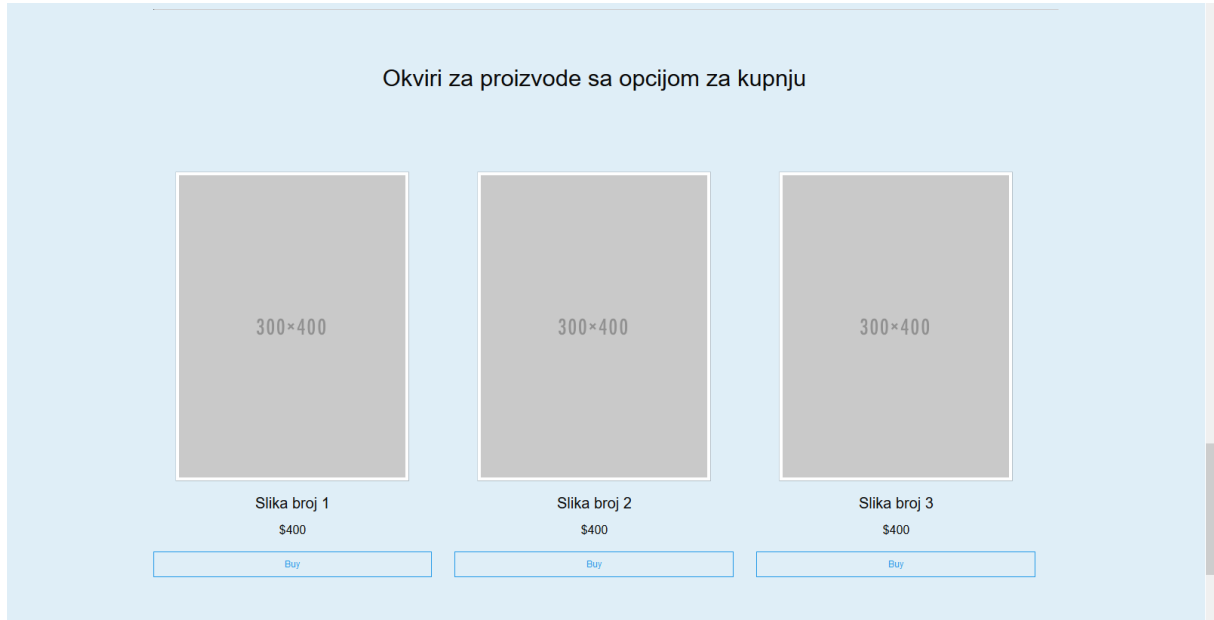 Okviri za proizvode sa opcijom za kupnju
300×400
300×400
300×400
Slika broj 1
Slika broj 2
Slika broj 3
$400
$400
$400
Buy
Buy
Buy